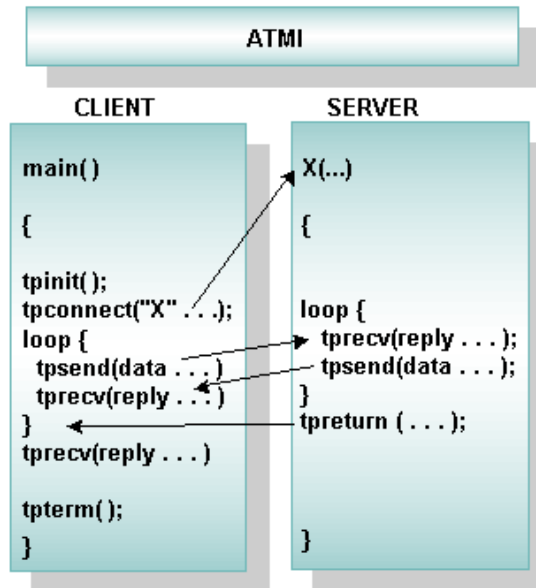 ATMI
CLIENT
main( )
{
tpinit( );
tpconnect("X" . . .);
loop {
tpsend(data . . . )
tprecv(reply . . . )
}
tprecv(reply . . . )
tpterm( );
}
SERVER
X(...)
{
loop {
tprecv(reply . . . );
tpsend(data . . . );
}
tpreturn ( . . . );
}